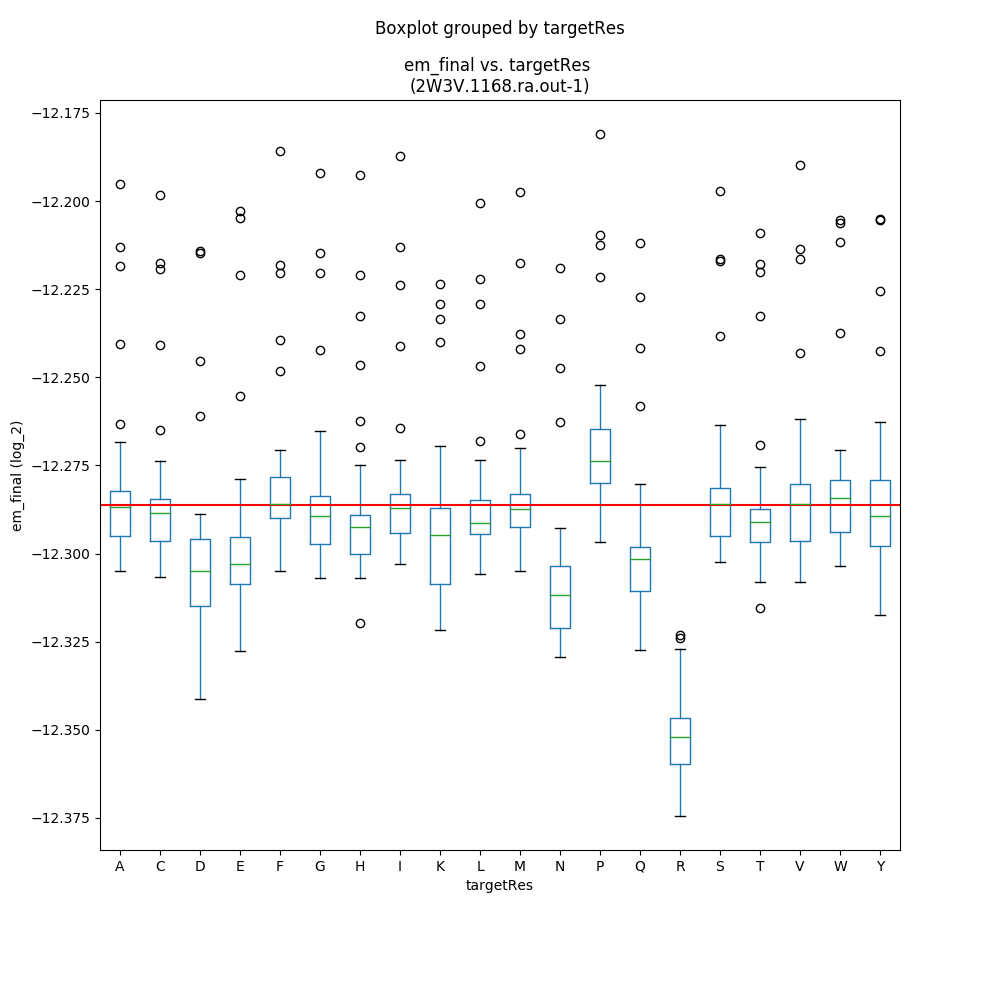 Boxplot grouped by targetRes
em_final vs. targetRes
(2W3V.1168.ra.out-1)
−12.175
−12.200
−12.225
−12.250
−12.275
−12.300
−12.325
−12.350
−12.375
em_final (log_2)
A C D E F G H I K L M N P Q R S T V W Y
targetRes